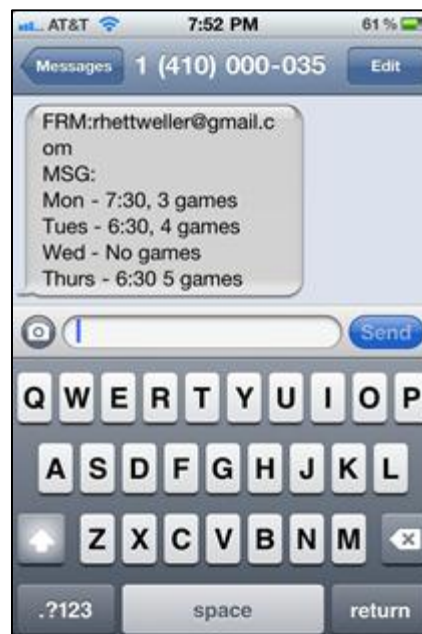 AT&T 7:52 PM 61%
Messages 1 (410) 000-035 Edit
FRM:rhettweller@gmail.c
om
MSG:
Mon - 7:30, 3 games
Tues - 6:30, 4 games
Wed - No games
Thurs - 6:30 5 games
Send
Q W E R T Y U I O P
A S D F G H J K L
Z X C V B N M
.?123 space return